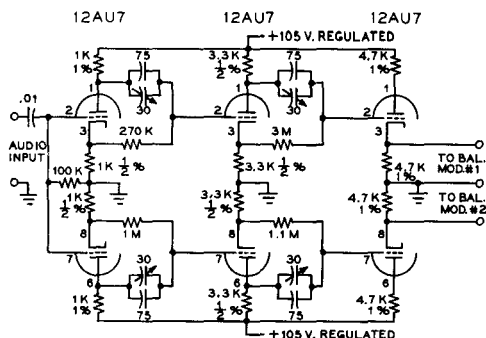 12AU7 12AU7 12AU7
+105 V. REGULATED
1K 1% 75 3.3K 1/2 % 75 4.7K 1%
30 30
1 1 1
.01 2 2 2
3 3 3
270 K 3 M
AUDIO INPUT
1K 1/2 % 3.3K 1/2 % 4.7K 1%
TO BAL. MOD.#1
100 K
1K 1/2 % 3.3K 1/2 % 4.7K 1%
TO BAL. MOD.#2
8 1M 8 1.1 M 8
7 7 7
30 30
6 6 6
1K 1% 75 3.3K 1/2 % 75 4.7K 1%
+105 V. REGULATED